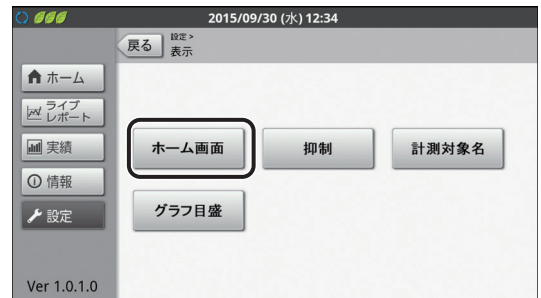 2015/09/30 (水) 12:34
戻る
設定 >
表示
ホーム
ライブ
レポート
実績
情報
設定
ホーム画面
抑制
計測対象名
グラフ目盛
Ver 1.0.1.0